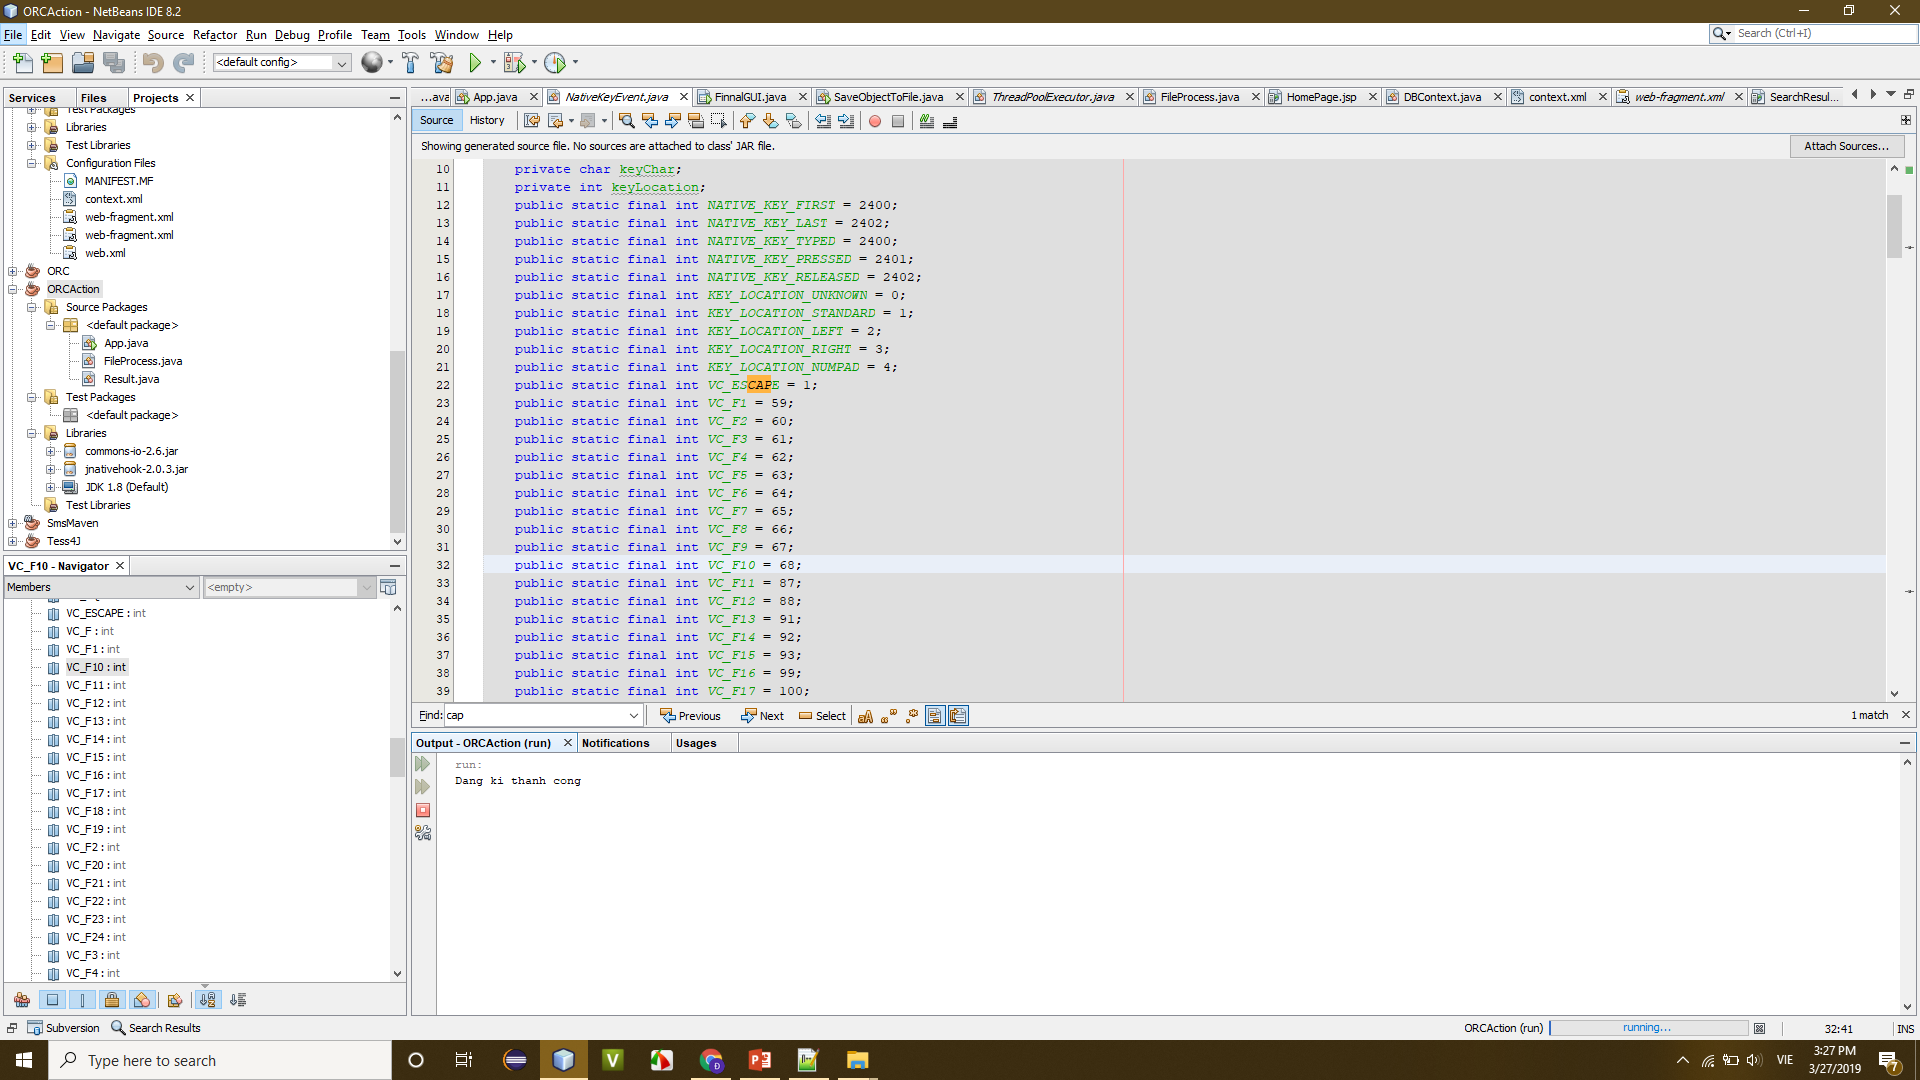 ORCAction - NetBeans IDE 8.2
File Edit View Navigate Source Refactor Run Debug Profile Team Tools Window Help
Search (Ctrl+I)
<default config>
Services Files Projects
Test Packages
Libraries
Test Libraries
Configuration Files
MANIFEST.MF
context.xml
web-fragment.xml
web-fragment.xml
web.xml
ORC
ORCAction
Source Packages
<default package>
App.java
FileProcess.java
Result.java
Test Packages
<default package>
Libraries
commons-io-2.6.jar
jnativehook-2.0.3.jar
JDK 1.8 (Default)
Test Libraries
SmsMaven
Tess4J
VC_F10 - Navigator
Members <empty>
VC_ESCAPE : int
VC_F : int
VC_F1 : int
VC_F10 : int
VC_F11 : int
VC_F12 : int
VC_F13 : int
VC_F14 : int
VC_F15 : int
VC_F16 : int
VC_F17 : int
VC_F18 : int
VC_F19 : int
VC_F2 : int
VC_F20 : int
VC_F21 : int
VC_F22 : int
VC_F23 : int
VC_F24 : int
VC_F3 : int
VC_F4 : int
...ava App.java NativeKeyEvent.java FinnalGUI.java SaveObjectToFile.java ThreadPoolExecutor.java FileProcess.java HomePage.jsp DBContext.java context.xml web-fragment.xml SearchResul...
Source History
Showing generated source file. No sources are attached to class' JAR file. Attach Sources...
10 private char keyChar;
11 private int keyLocation;
12 public static final int NATIVE_KEY_FIRST = 2400;
13 public static final int NATIVE_KEY_LAST = 2402;
14 public static final int NATIVE_KEY_TYPED = 2400;
15 public static final int NATIVE_KEY_PRESSED = 2401;
16 public static final int NATIVE_KEY_RELEASED = 2402;
17 public static final int KEY_LOCATION_UNKNOWN = 0;
18 public static final int KEY_LOCATION_STANDARD = 1;
19 public static final int KEY_LOCATION_LEFT = 2;
20 public static final int KEY_LOCATION_RIGHT = 3;
21 public static final int KEY_LOCATION_NUMPAD = 4;
22 public static final int VC_ESCAPE = 1;
23 public static final int VC_F1 = 59;
24 public static final int VC_F2 = 60;
25 public static final int VC_F3 = 61;
26 public static final int VC_F4 = 62;
27 public static final int VC_F5 = 63;
28 public static final int VC_F6 = 64;
29 public static final int VC_F7 = 65;
30 public static final int VC_F8 = 66;
31 public static final int VC_F9 = 67;
32 public static final int VC_F10 = 68;
33 public static final int VC_F11 = 87;
34 public static final int VC_F12 = 88;
35 public static final int VC_F13 = 91;
36 public static final int VC_F14 = 92;
37 public static final int VC_F15 = 93;
38 public static final int VC_F16 = 99;
39 public static final int VC_F17 = 100;
Find: cap Previous Next Select 1 match
Output - ORCAction (run) Notifications Usages
run:
Dang ki thanh cong
Subversion Search Results ORCAction (run) running... 32:41 INS
Type here to search
VIE
3:27 PM
3/27/2019
7